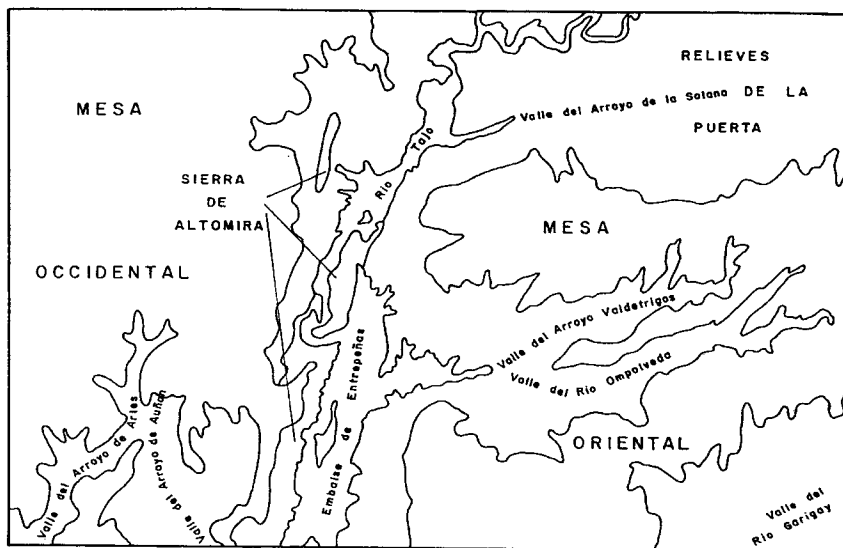 RELIEVES
DE LA
PUERTA
MESA
Valle del Arroyo de la Solana
Río Tajo
SIERRA
DE
ALTOMIRA
MESA
OCCIDENTAL
Valle del Arroyo Valdetrigos
Valle del Río Ompolveda
Embalse de Entrepeñas
Valle del Arroyo de Arles
Valle del Arroyo de Auñon
ORIENTAL
Valle del
Río Garigay